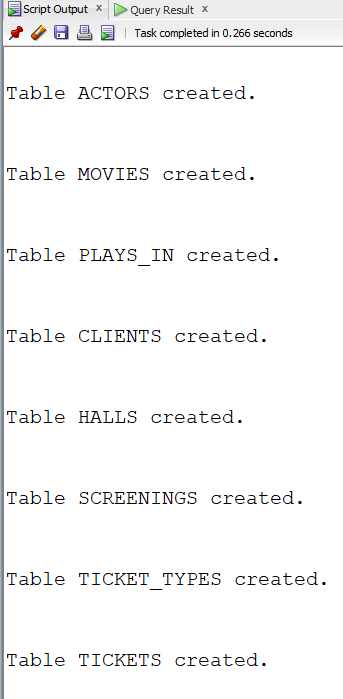 Script Output x Query Result x
Task completed in 0.266 seconds
Table ACTORS created.
Table MOVIES created.
Table PLAYS_IN created.
Table CLIENTS created.
Table HALLS created.
Table SCREENINGS created.
Table TICKET_TYPES created.
Table TICKETS created.